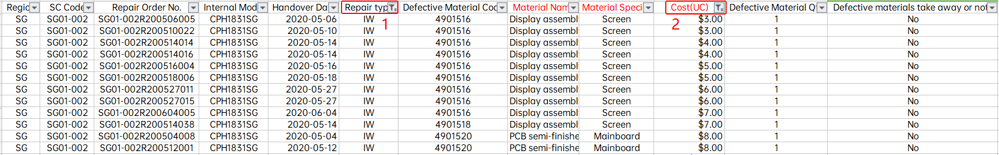 Regio SC Code Repair Order No. Internal Mod Handover Da Repair typ Defective Material Cod Material Nam Material Speci Cost(UC) Defective Material Q Defective materials take away or not
SG SG01-002 SG01-002R200506005 CPH1831SG 2020-05-06 IW 4901516 Display assembl Screen $3.00 1 No
1 2
SG SG01-002 SG01-002R200510022 CPH1831SG 2020-05-10 IW 4901516 Display assembl Screen $3.00 1 No
SG SG01-002 SG01-002R200514014 CPH1831SG 2020-05-14 IW 4901516 Display assembl Screen $4.00 1 No
SG SG01-002 SG01-002R200514016 CPH1831SG 2020-05-14 IW 4901516 Display assembl Screen $4.00 1 No
SG SG01-002 SG01-002R200516004 CPH1831SG 2020-05-16 IW 4901516 Display assembl Screen $5.00 1 No
SG SG01-002 SG01-002R200518006 CPH1831SG 2020-05-18 IW 4901516 Display assembl Screen $5.00 1 No
SG SG01-002 SG01-002R200527011 CPH1831SG 2020-05-27 IW 4901516 Display assembl Screen $6.00 1 No
SG SG01-002 SG01-002R200527015 CPH1831SG 2020-05-27 IW 4901516 Display assembl Screen $6.00 1 No
SG SG01-002 SG01-002R200604005 CPH1831SG 2020-06-04 IW 4901516 Display assembl Screen $7.00 1 No
SG SG01-002 SG01-002R200514038 CPH1831SG 2020-05-14 IW 4901518 Display assembl Screen $7.00 1 No
SG SG01-002 SG01-002R200504008 CPH1831SG 2020-05-04 IW 4901520 PCB semi-finishe Mainboard $8.00 1 No
SG SG01-002 SG01-002R200512001 CPH1831SG 2020-05-12 IW 4901520 PCB semi-finishe Mainboard $8.00 1 No